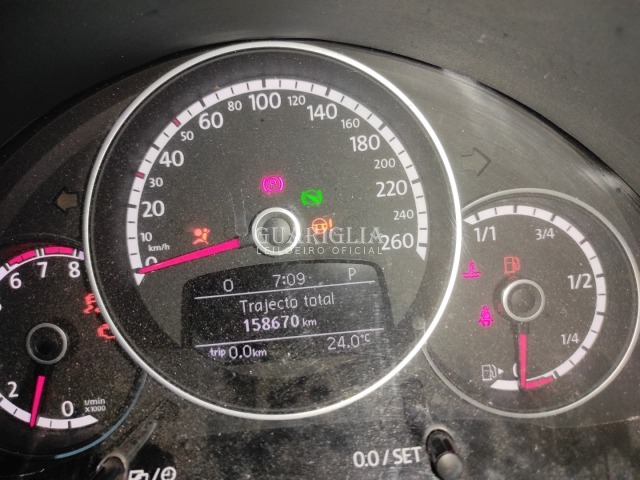 80 100 120
60 140
50 160
40 180
30 200
20 220
10 240
km/h 260
0
GUARIGLIA
LEILOEIRO OFICIAL
O 7:09 P
Trajecto total
158670 km
trip 0.0 km 24.0 °C
6 7 8
2 0
1/min
x1000
1/1 3/4
1/2
1/4
0
0.0 / SET